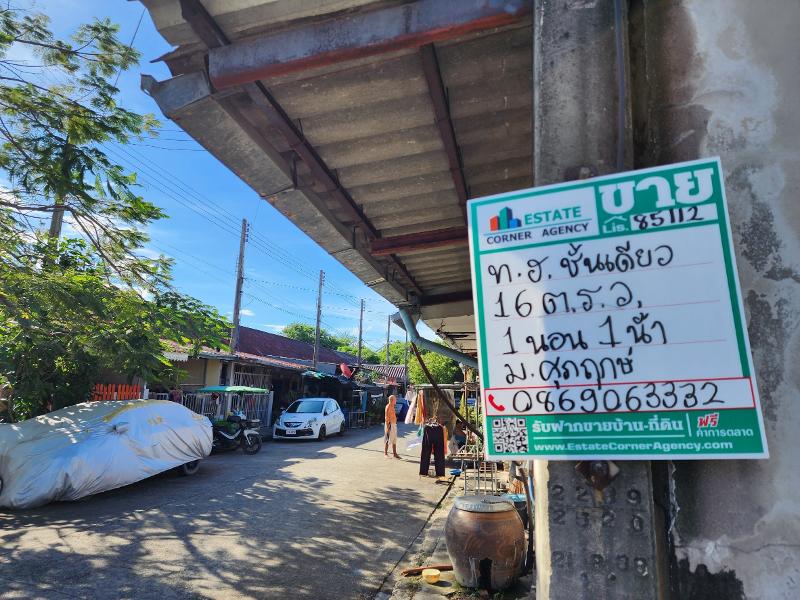 ESTATE
CORNER AGENCY
ขาย
Lis. 85112
ท.ฮ. ชั้นเดียว
16 ต.ร.ว.
1 นอน 1 น้ำ
ม. ศุภฤกษ์
0869063332
รับฝากขายบ้าน-ที่ดิน
ฟรี
ค่าการตลาด
www.EstateCornerAgency.com